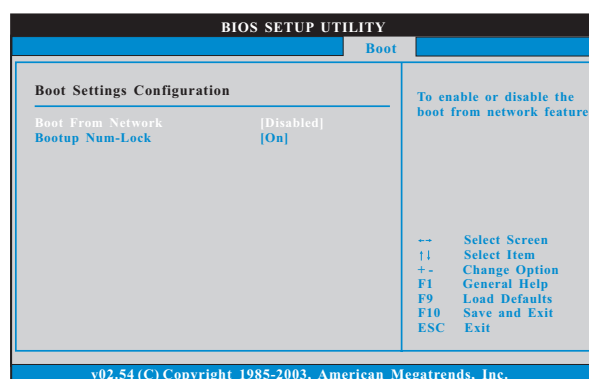 BIOS SETUP UTILITY
Boot
Boot Settings Configuration
Boot From Network [Disabled]
Bootup Num-Lock [On]
To enable or disable the
boot from network feature
←→ Select Screen
↑↓ Select Item
+ - Change Option
F1 General Help
F9 Load Defaults
F10 Save and Exit
ESC Exit
v02.54 (C) Copyright 1985-2003, American Megatrends, Inc.